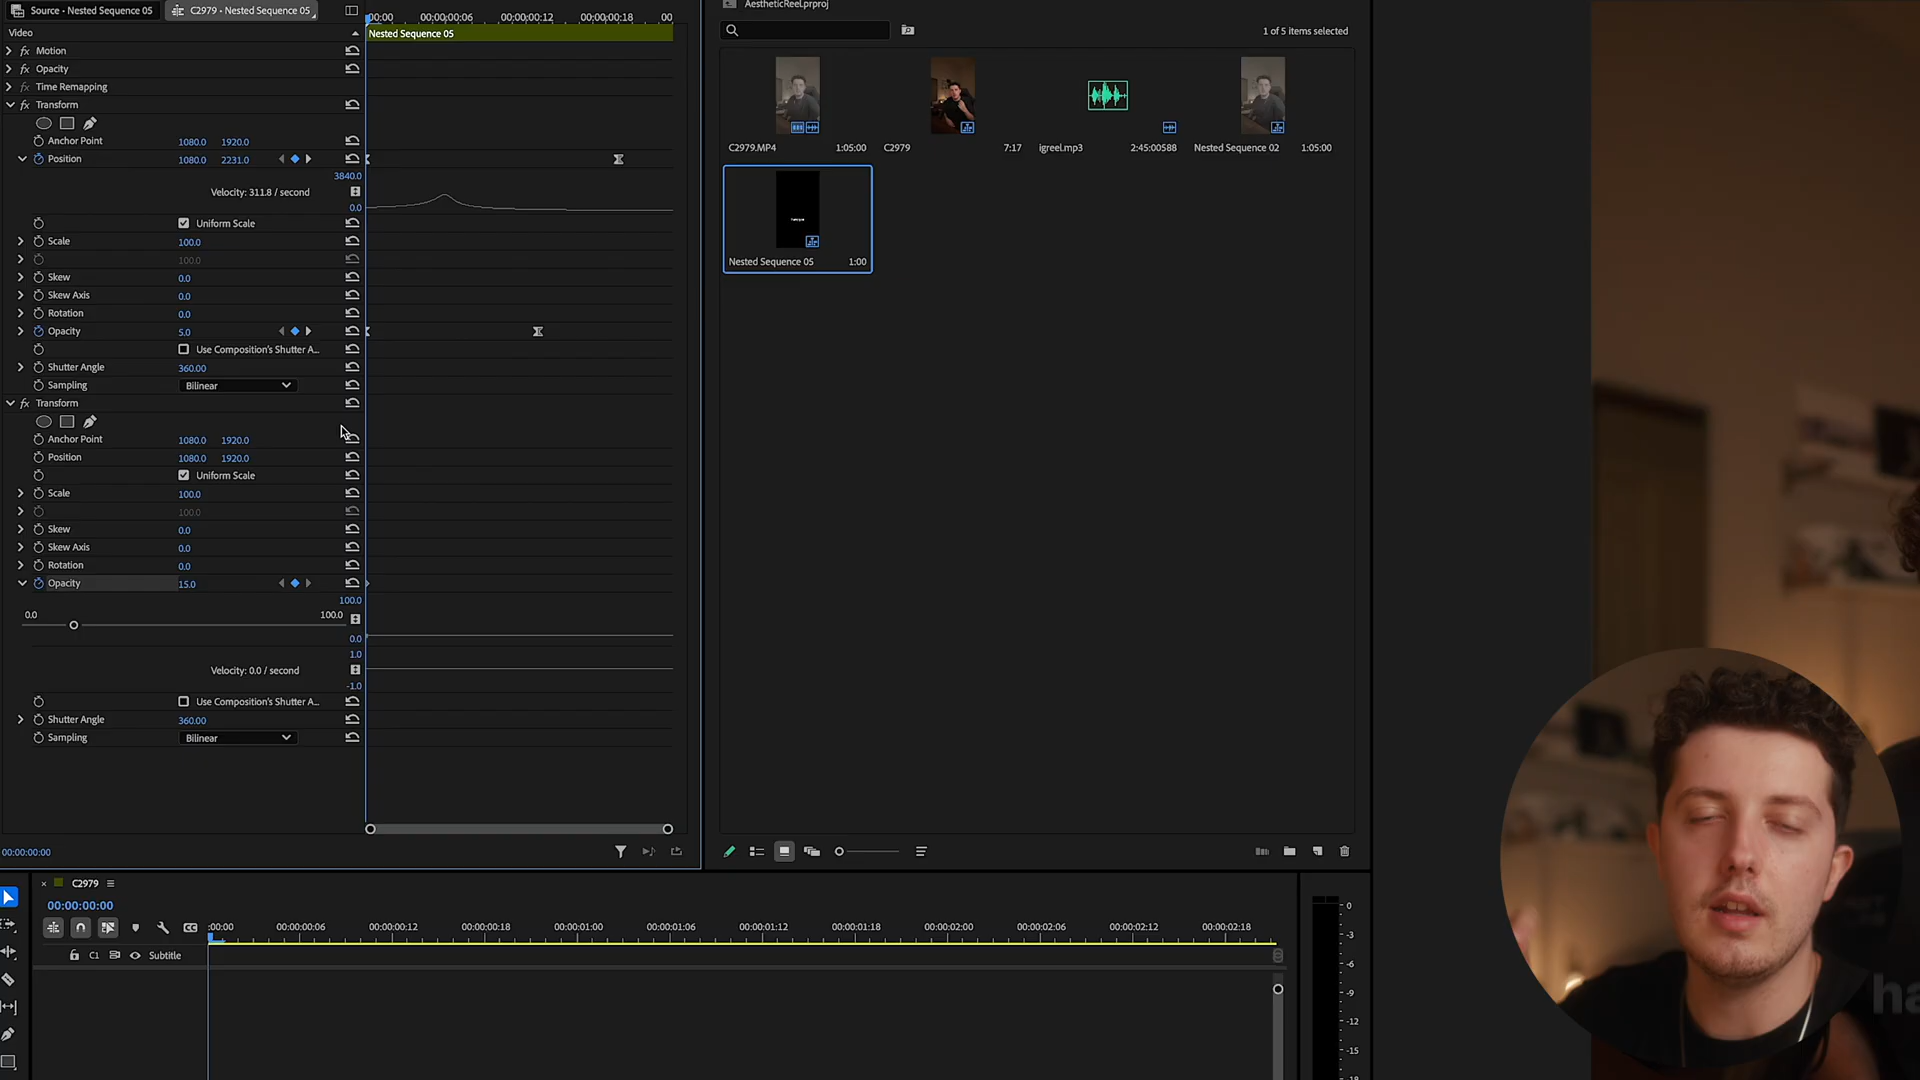 Source • Nested Sequence 05
C2979 • Nested Sequence 05
Video
Motion
Opacity
Time Remapping
Transform
Anchor Point 1080.0 1920.0
Position 1080.0 2231.0
3840.0
Velocity: 311.8 / second
0.0
Uniform Scale
Scale 100.0
100.0
Skew 0.0
Skew Axis 0.0
Rotation 0.0
Opacity 5.0
Use Composition's Shutter A...
Shutter Angle 360.00
Sampling Bilinear
Transform
Anchor Point 1080.0 1920.0
Position 1080.0 1920.0
Uniform Scale
Scale 100.0
100.0
Skew 0.0
Skew Axis 0.0
Rotation 0.0
Opacity 15.0
100.0
0.0 100.0
0.0
1.0
Velocity: 0.0 / second
-1.0
Use Composition's Shutter A...
Shutter Angle 360.00
Sampling Bilinear
00:00:00:00
:00:00 00:00:00:06 00:00:00:12 00:00:00:18 00
Nested Sequence 05
AestheticReel.prproj
1 of 5 items selected
C2979.MP4 1:05:00
C2979 7:17
igreel.mp3 2:45:00588
Nested Sequence 02 1:05:00
Nested Sequence 05 1:00
C2979
00:00:00:00
:00:00 00:00:00:06 00:00:00:12 00:00:00:18 00:00:01:00 00:00:01:06 00:00:01:12 00:00:01:18 00:00:02:00 00:00:02:06 00:00:02:12 00:00:02:18
C1 Subtitle
0
-3
-6
-9
-12
-15
-18
ha